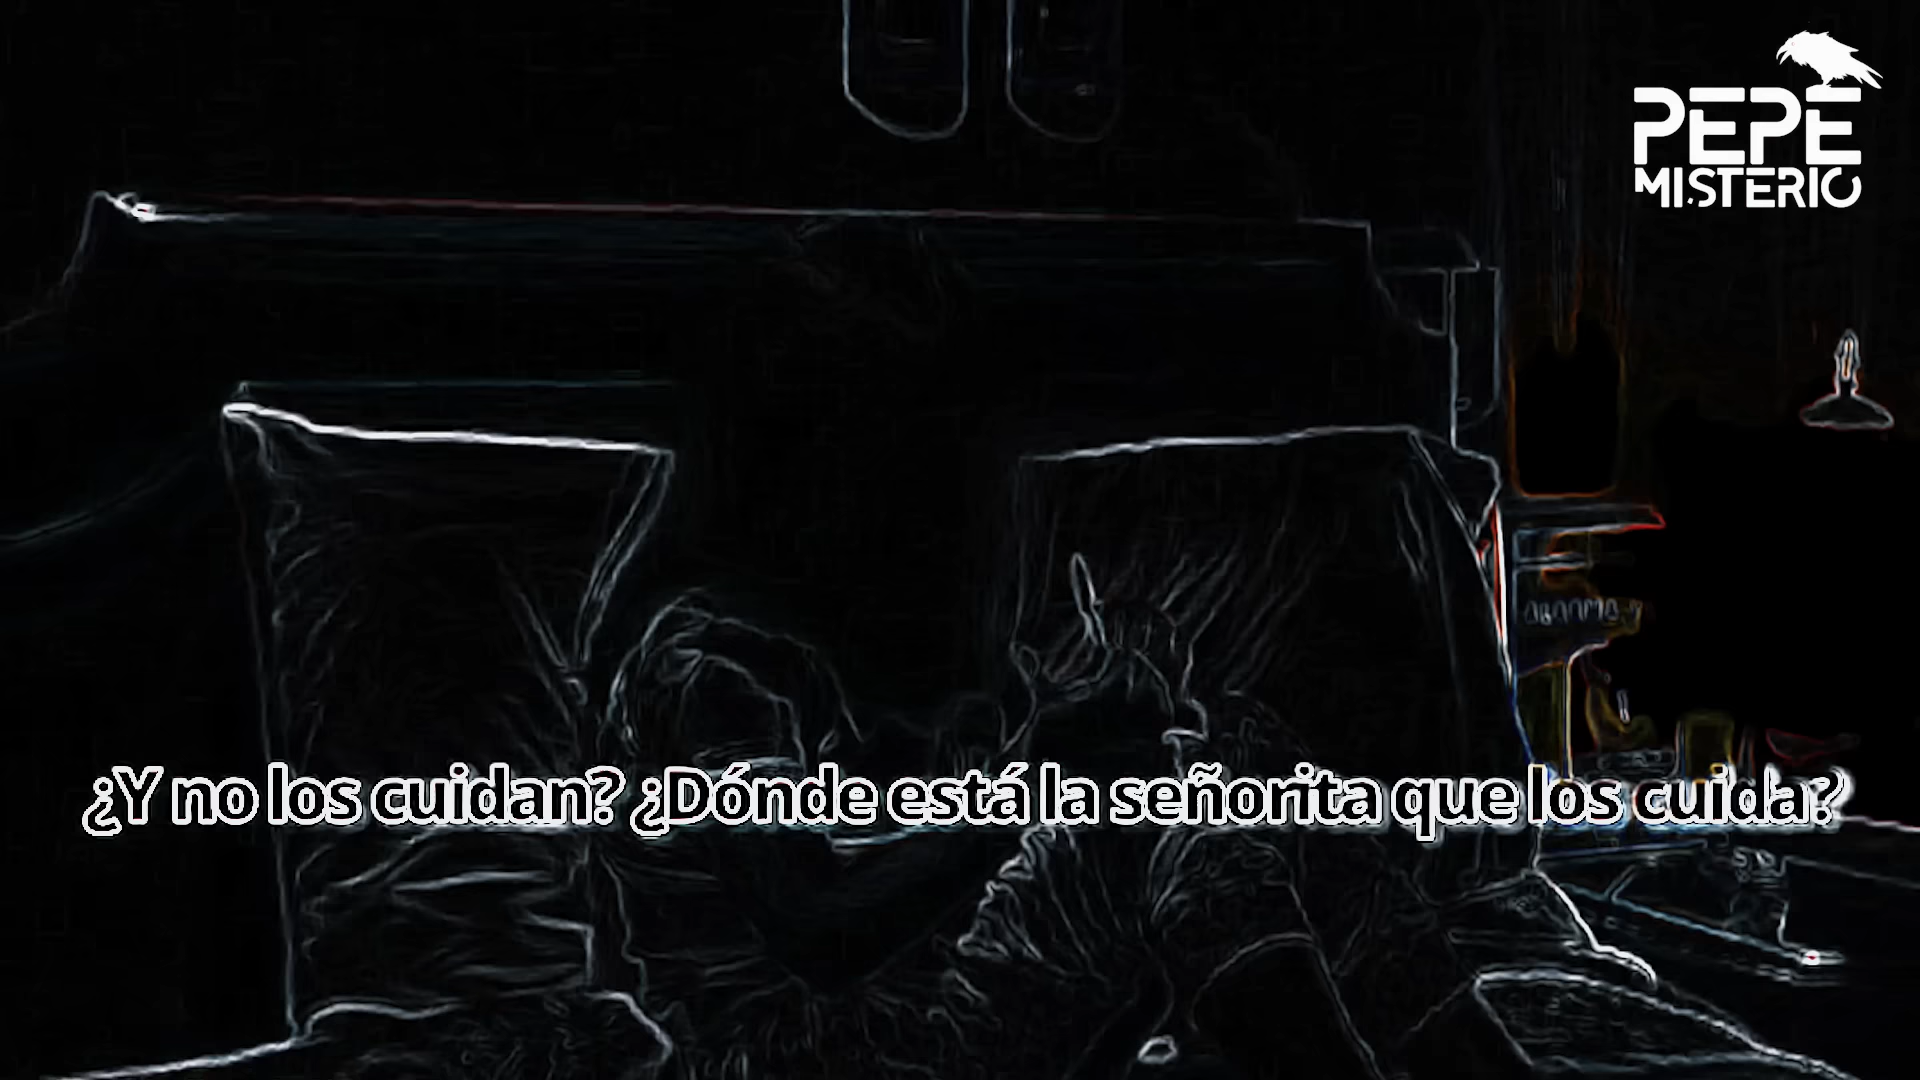 PEPE
MISTERIO
¿Y no los cuidan? ¿Dónde está la señorita que los cuida?